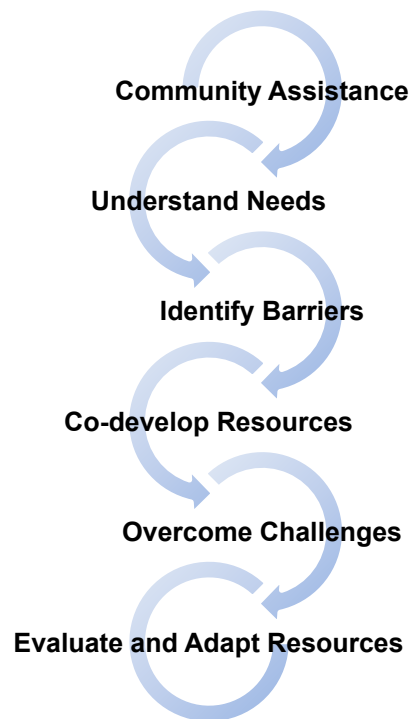 Community Assistance
Understand Needs
Identify Barriers
Co-develop Resources
Overcome Challenges
Evaluate and Adapt Resources